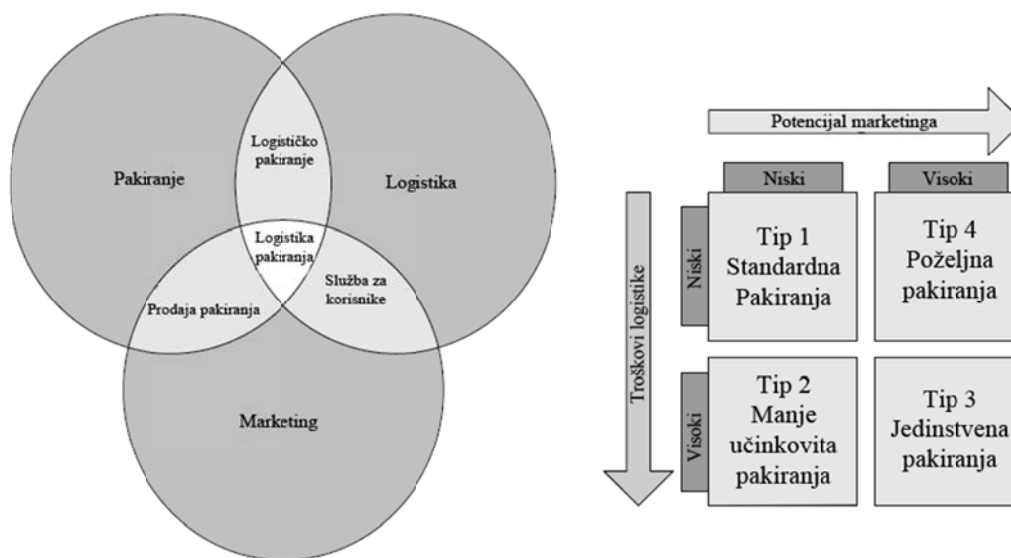 Pakiranje
Logističko
pakiranje
Logistika
Logistika
pakiranja
Prodaja pakiranja
Služba za
korisnike
Marketing
Potencijal marketinga
Niski
Visoki
Troškovi logistike
Niski
Visoki
Tip 1
Standardna
Pakiranja
Tip 4
Poželjna
pakiranja
Tip 2
Manje
učinkovita
pakiranja
Tip 3
Jedinstvena
pakiranja